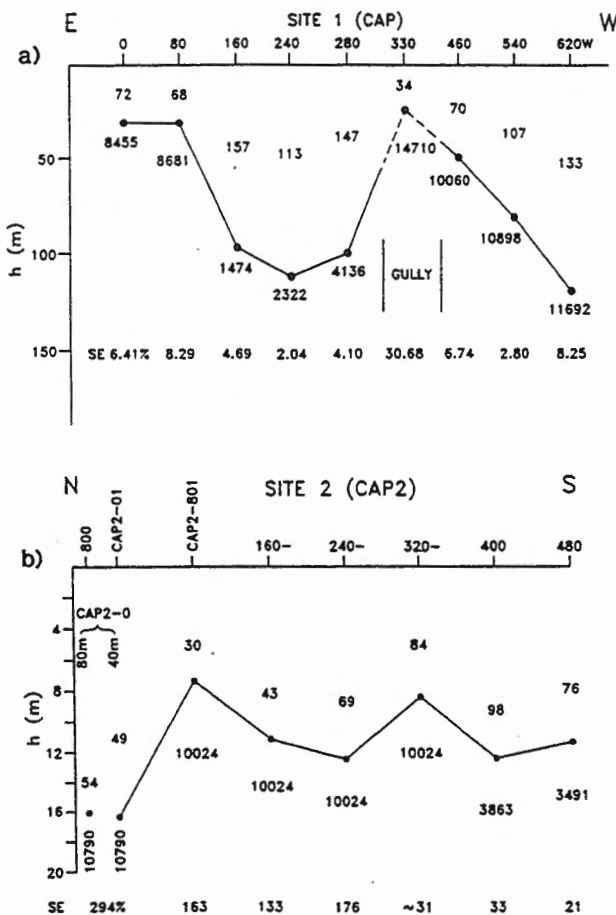 E SITE 1 (CAP) W
0 80 160 240 280 330 460 540 620W
a)
72 68 157 113 147 34 70 107 133
8455 8681 1474 2322 4136 14710 10060 10898 11692
50
100
150
h (m)
GULLY
SE 6.41% 8.29 4.69 2.04 4.10 30.68 6.74 2.80 8.25
N SITE 2 (CAP2) S
800 CAP2-01 CAP2-801 160- 240- 320- 400 480
b)
CAP2-0
80m 40m
4
8
12
16
20
h (m)
54 49 30 43 69 84 98 76
10790 10790 10024 10024 10024 10024 3863 3491
SE 294% 163 133 176 ~31 33 21